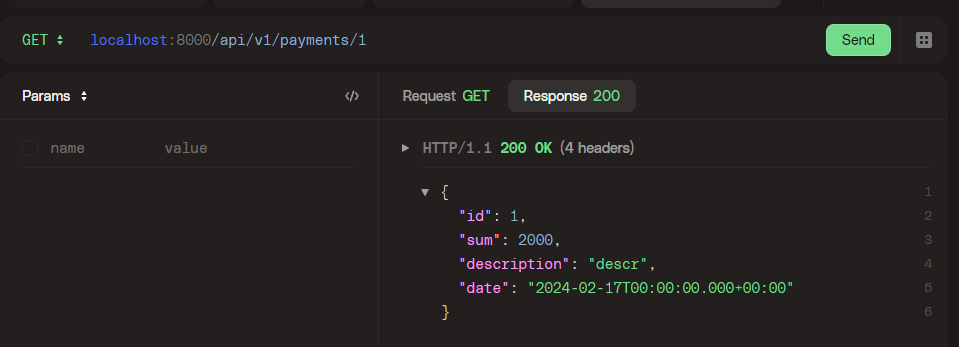 GET localhost:8000/api/v1/payments/1 Send
Params Request GET Response 200
name value
HTTP/1.1 200 OK (4 headers)
{ 1
"id": 1, 2
"sum": 2000, 3
"description": "descr", 4
"date": "2024-02-17T00:00:00.000+00:00" 5
} 6